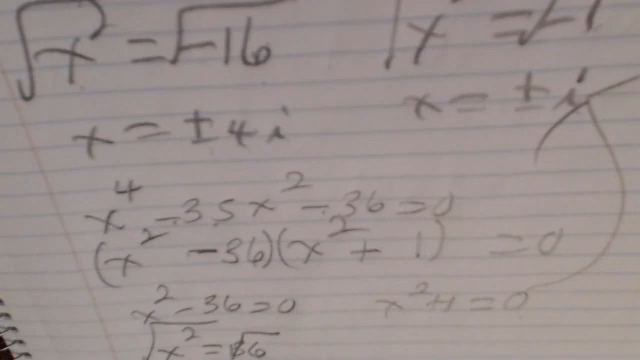 √x² = √-16 √x² = √-1
x = ±4i x = ±i
x⁴ - 35x² - 36 = 0
(x² - 36)(x² + 1) = 0
x² - 36 = 0 x² + 1 = 0
√x² = √36